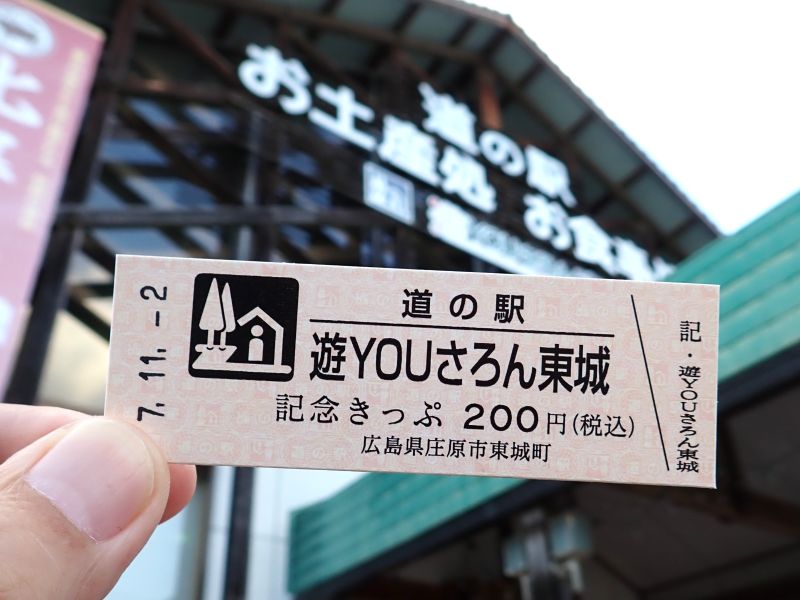 道の駅
お土産処 お食事
道の駅
遊YOUさろん東城
記念きっぷ 200円(税込)
広島県庄原市東城町
7.11.-2
記・遊YOUさろん東城